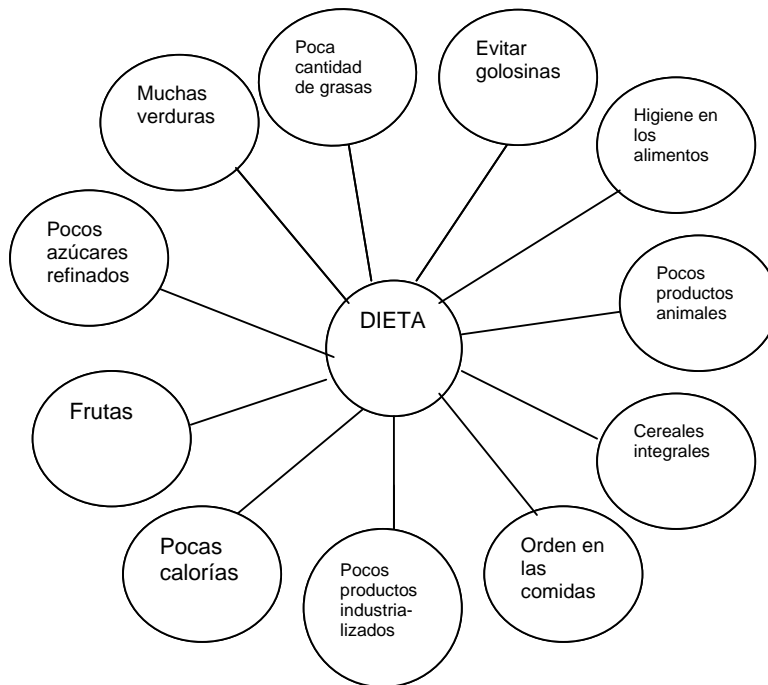 Poca
cantidad
de grasas
Evitar
golosinas
Muchas
verduras
Higiene en
los
alimentos
Pocos
azúcares
refinados
Pocos
productos
animales
DIETA
Frutas
Cereales
integrales
Pocas
calorías
Pocos
productos
industria-
lizados
Orden en
las
comidas